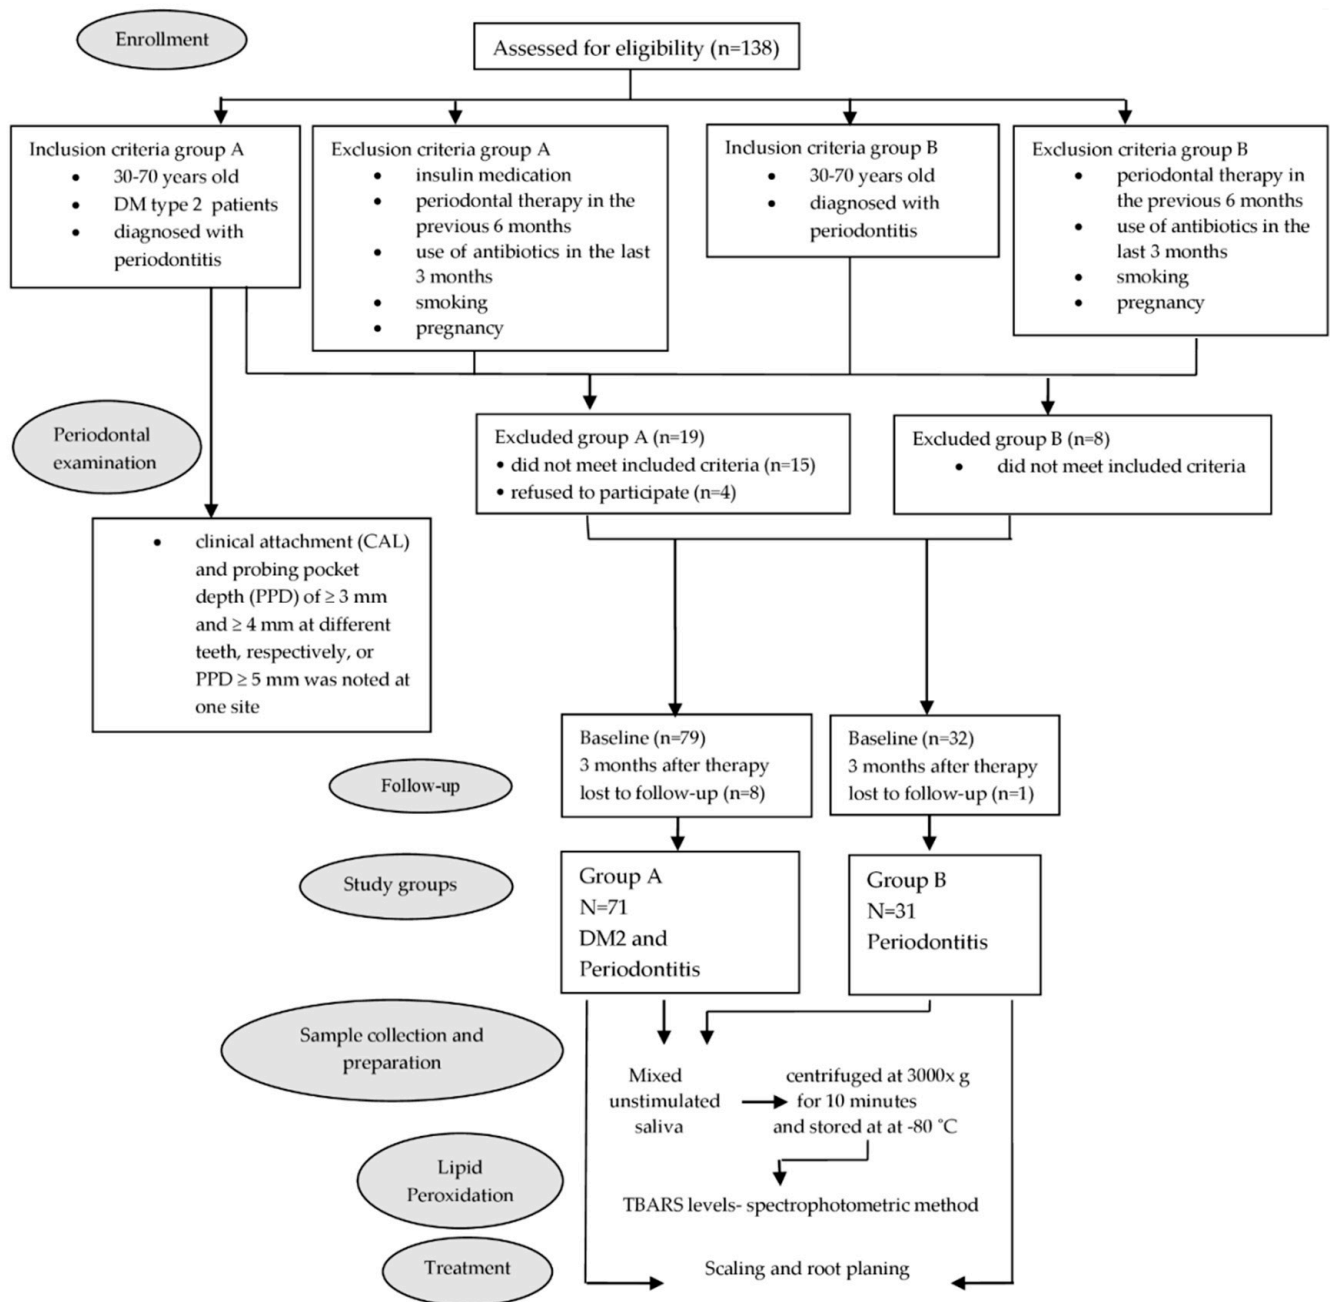 Enrollment
Assessed for eligibility (n=138)
Inclusion criteria group A
• 30-70 years old
• DM type 2 patients
• diagnosed with
periodontitis
Exclusion criteria group A
• insulin medication
• periodontal therapy in the
previous 6 months
• use of antibiotics in the last
3 months
• smoking
• pregnancy
Inclusion criteria group B
• 30-70 years old
• diagnosed with
periodontitis
Exclusion criteria group B
• periodontal therapy in
the previous 6 months
• use of antibiotics in the
last 3 months
• smoking
• pregnancy
Periodontal
examination
Excluded group A (n=19)
• did not meet included criteria (n=15)
• refused to participate (n=4)
Excluded group B (n=8)
• did not meet included criteria
• clinical attachment (CAL)
and probing pocket
depth (PPD) of ≥ 3 mm
and ≥ 4 mm at different
teeth, respectively, or
PPD ≥ 5 mm was noted at
one site
Follow-up
Baseline (n=79)
3 months after therapy
lost to follow-up (n=8)
Baseline (n=32)
3 months after therapy
lost to follow-up (n=1)
Study groups
Group A
N=71
DM2 and
Periodontitis
Group B
N=31
Periodontitis
Sample collection and
preparation
Mixed
unstimulated
saliva
centrifuged at 3000x g
for 10 minutes
and stored at at -80 ˚C
Lipid
Peroxidation
TBARS levels- spectrophotometric method
Treatment
Scaling and root planing